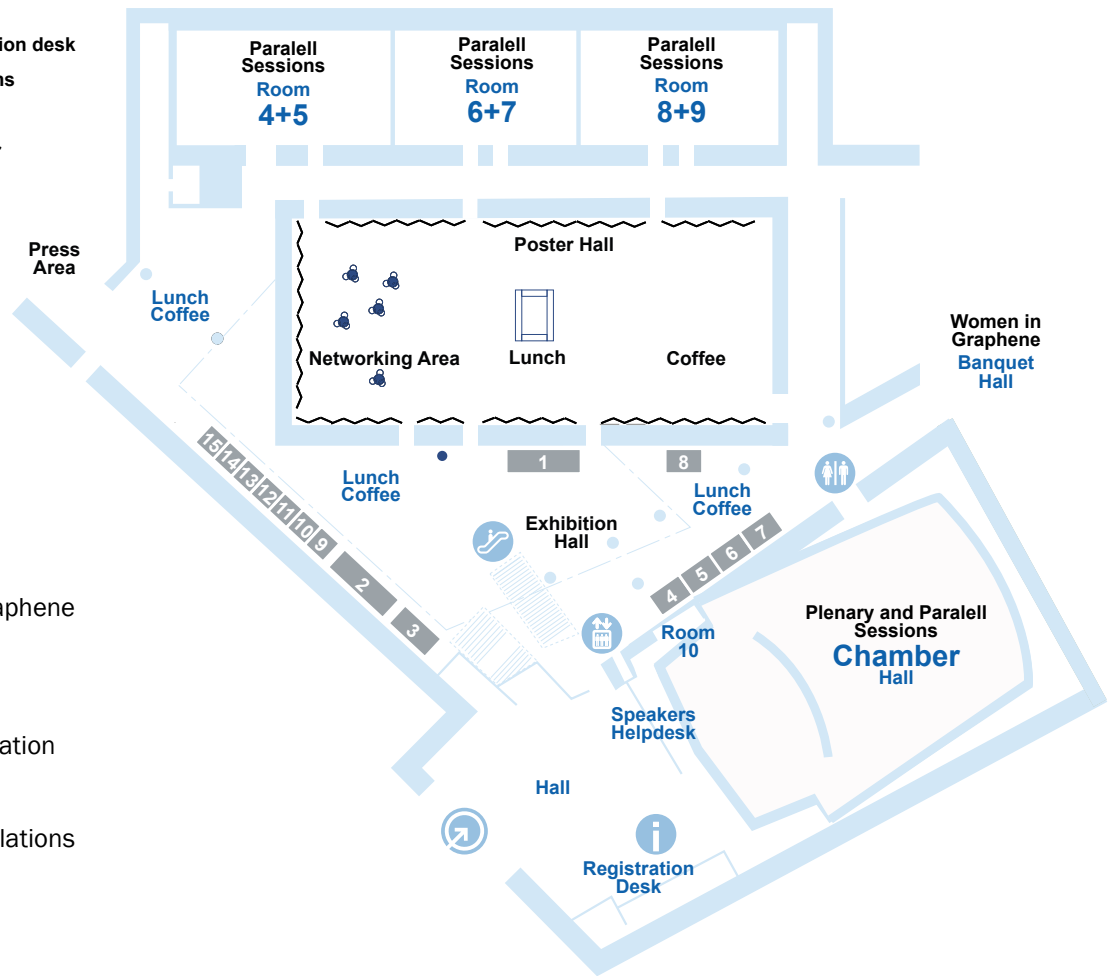 ion desk
Paralell
Sessions
Room
4+5
Paralell
Sessions
Room
6+7
Paralell
Sessions
Room
8+9
Press
Area
Lunch
Coffee
Poster Hall
Networking Area
Lunch
Coffee
Women in
Graphene
Banquet
Hall
15
14
13
12
11
10
9
2
3
Lunch
Coffee
1
8
Lunch
Coffee
Exhibition
Hall
4
5
6
7
Room
10
Plenary and Paralell
Sessions
Chamber
Hall
Speakers
Helpdesk
Hall
i
Registration
Desk
aphene
ation
lations